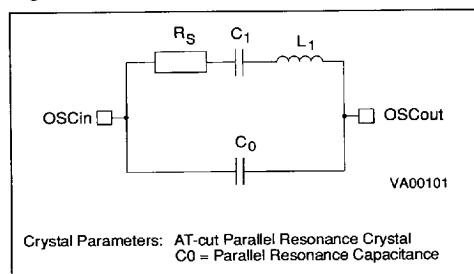 RS C1 L1
OSCin OSCout
C0
VA00101
Crystal Parameters: AT-cut Parallel Resonance Crystal
C0 = Parallel Resonance Capacitance